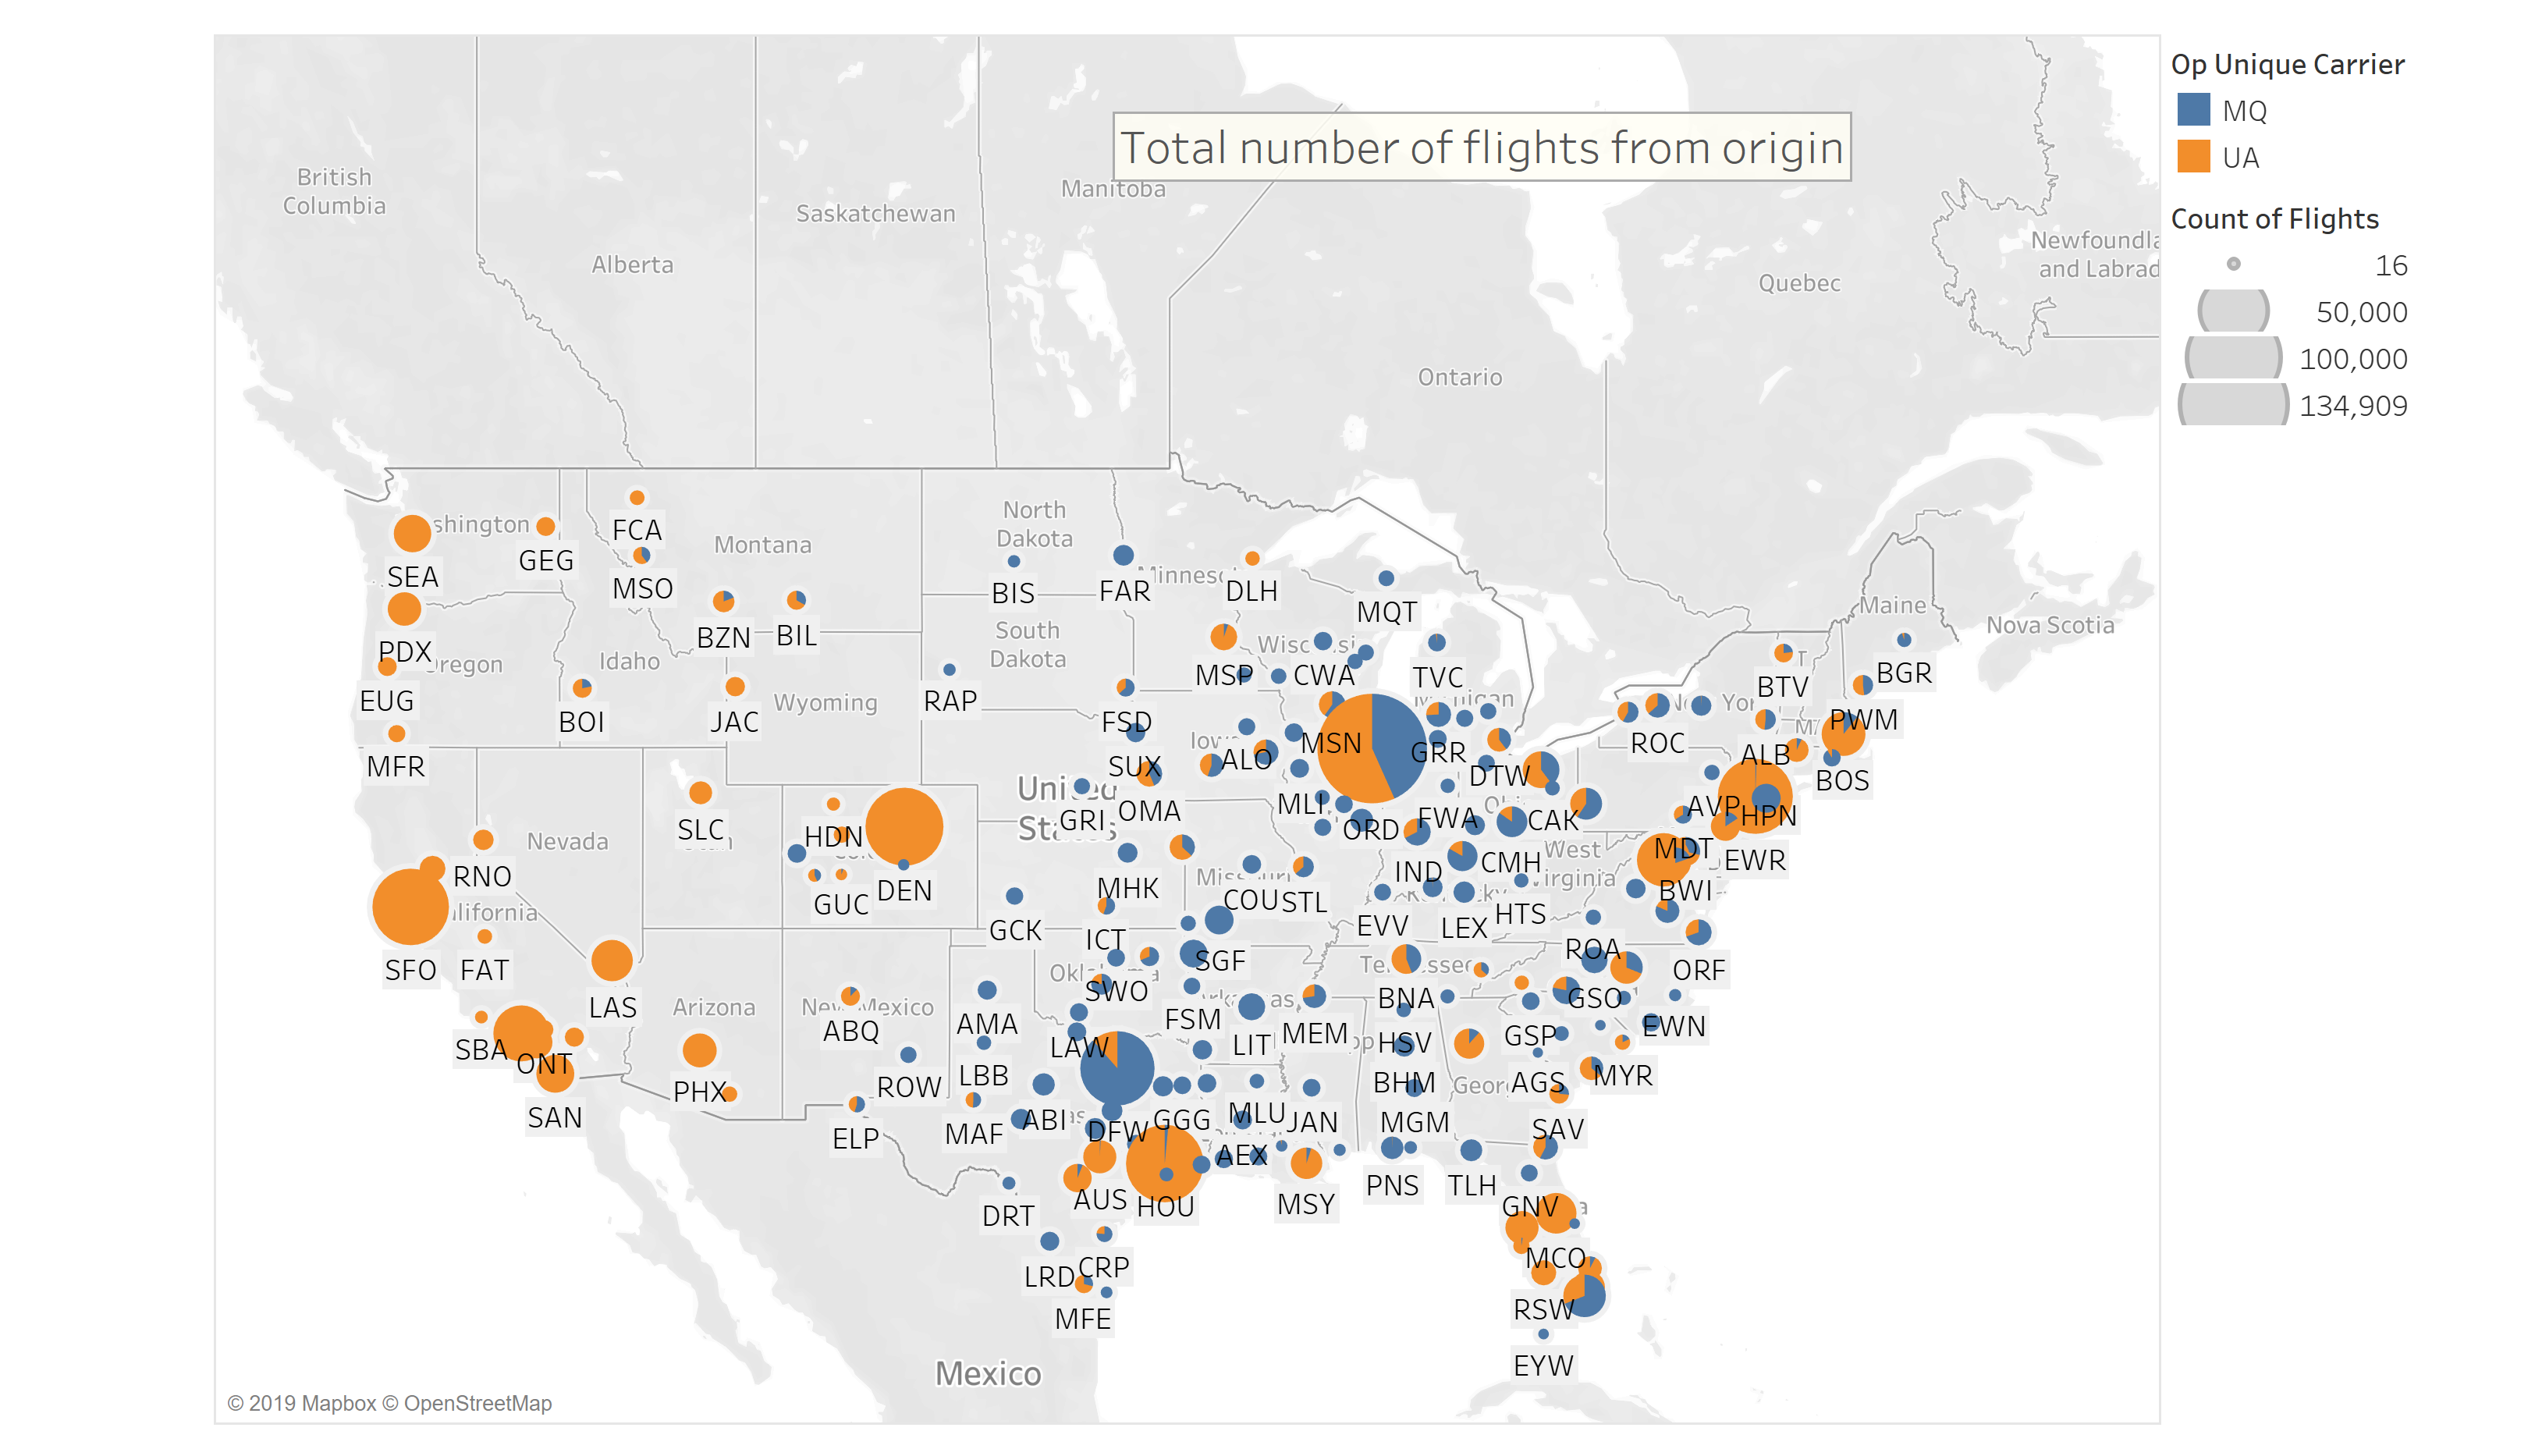 Total number of flights from origin
Op Unique Carrier
MQ
UA
Count of Flights
16
50,000
100,000
134,909
British
Columbia
Alberta
Saskatchewan
Manitoba
Ontario
Quebec
Newfoundl
and Labrad
Nova Scotia
Maine
North
Dakota
South
Dakota
Montana
Idaho
Wyoming
Nevada
Arizona
New Mexico
West
Virginia
United
States
Mexico
FCA
SEA
GEG
MSO
BIS
FAR
DLH
MQT
PDX
BZN
BIL
MSP
CWA
TVC
BGR
EUG
BOI
JAC
RAP
FSD
BTV
PWM
MFR
SUX
ALO
MSN
GRR
DTW
ROC
ALB
BOS
SLC
HDN
GRI
OMA
MLI
ORD
FWA
CAK
AVP
HPN
RNO
GUC
DEN
MHK
COU
STL
IND
CMH
MDT
EWR
BWI
SFO
FAT
GCK
ICT
SGF
EVV
LEX
HTS
ROA
ORF
LAS
ABQ
AMA
SWO
FSM
LIT
MEM
BNA
GSO
EWN
SBA
ONT
LAW
HSV
GSP
SAN
PHX
ROW
LBB
BHM
AGS
MYR
ELP
MAF
ABI
DFW
GGG
MLU
JAN
MGM
SAV
DRT
AUS
HOU
AEX
MSY
PNS
TLH
GNV
LRD
CRP
MFE
MCO
RSW
EYW
© 2019 Mapbox © OpenStreetMap